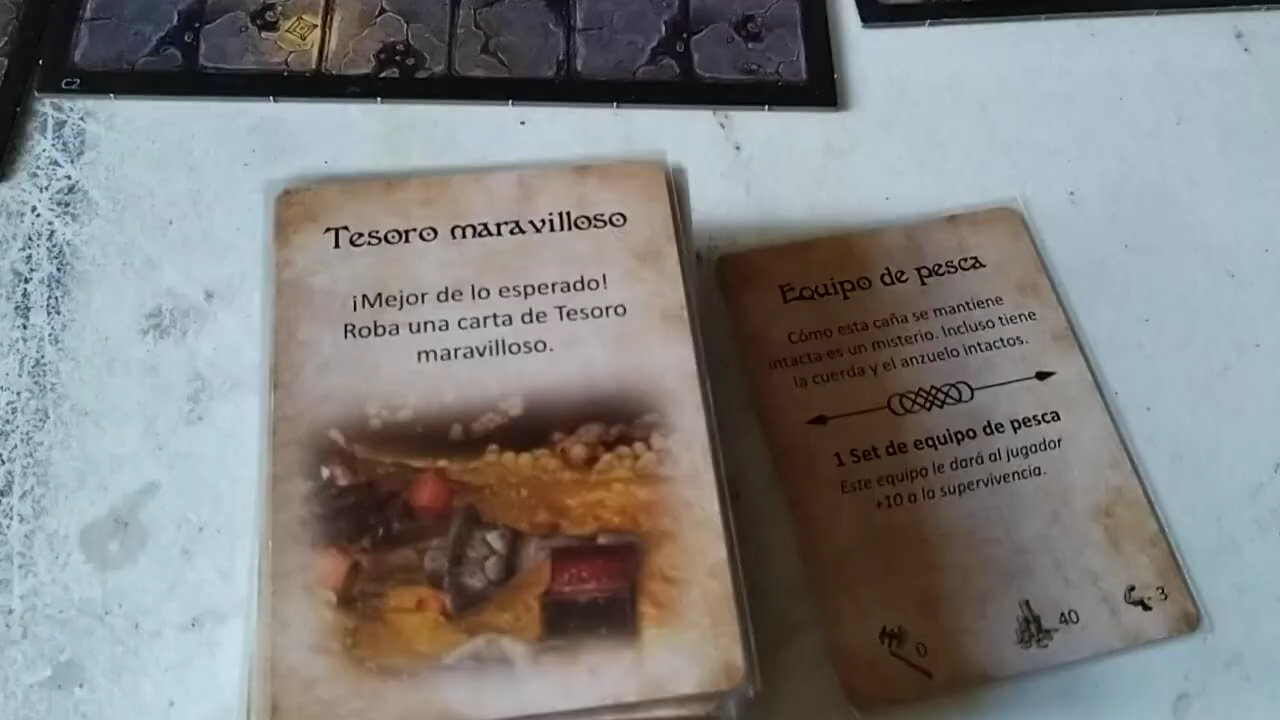 C2
Tesoro maravilloso
¡Mejor de lo esperado!
Roba una carta de Tesoro
maravilloso.
Equipo de pesca
Cómo esta caña se mantiene
intacta es un misterio. Incluso tiene
la cuerda y el anzuelo intactos.
1 Set de equipo de pesca
Este equipo le dará al jugador
+10 a la supervivencia.
0
40
3